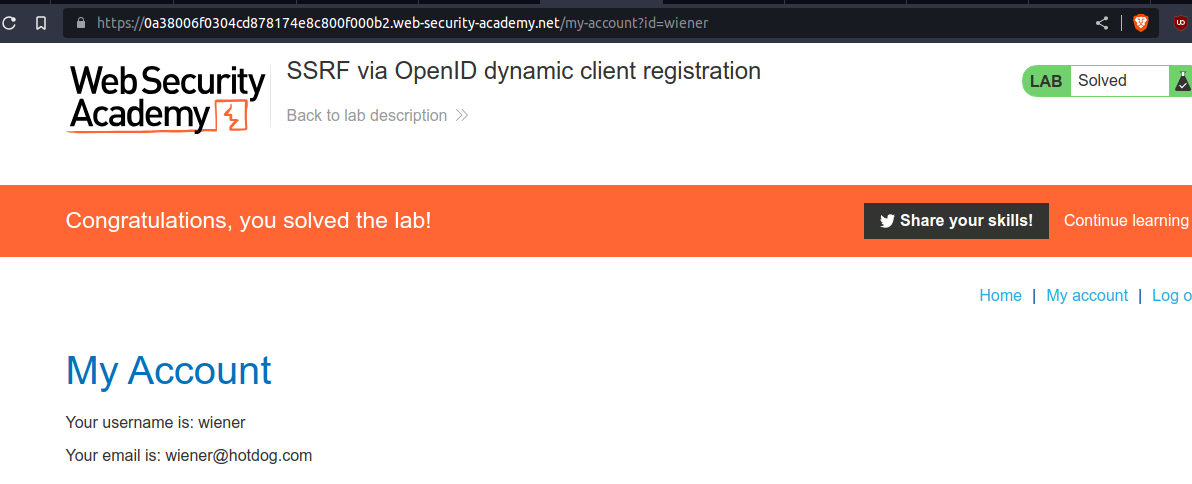 https://0a38006f0304cd878174e8c800f000b2.web-security-academy.net/my-account?id=wiener
UD
Web Security
Academy
SSRF via OpenID dynamic client registration
Back to lab description
LAB Solved
Congratulations, you solved the lab!
Share your skills! Continue learning
Home | My account | Log o
My Account
Your username is: wiener
Your email is: wiener@hotdog.com